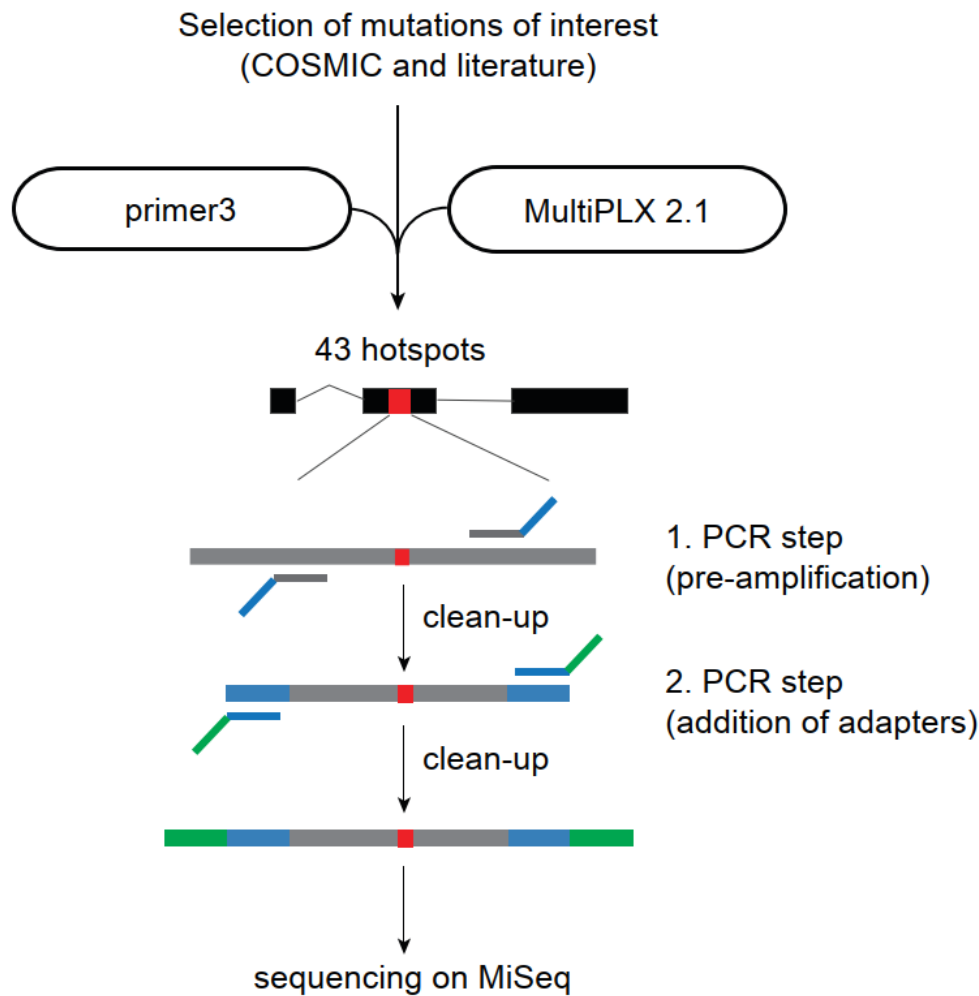 Selection of mutations of interest
(COSMIC and literature)
primer3
MultiPLX 2.1
43 hotspots
1. PCR step
(pre-amplification)
clean-up
2. PCR step
(addition of adapters)
clean-up
sequencing on MiSeq